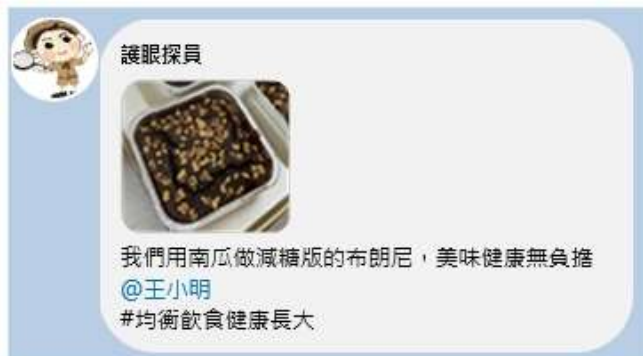 護眼探員
我們用南瓜做減糖版的布朗尼，美味健康無負擔
@王小明
#均衡飲食健康長大